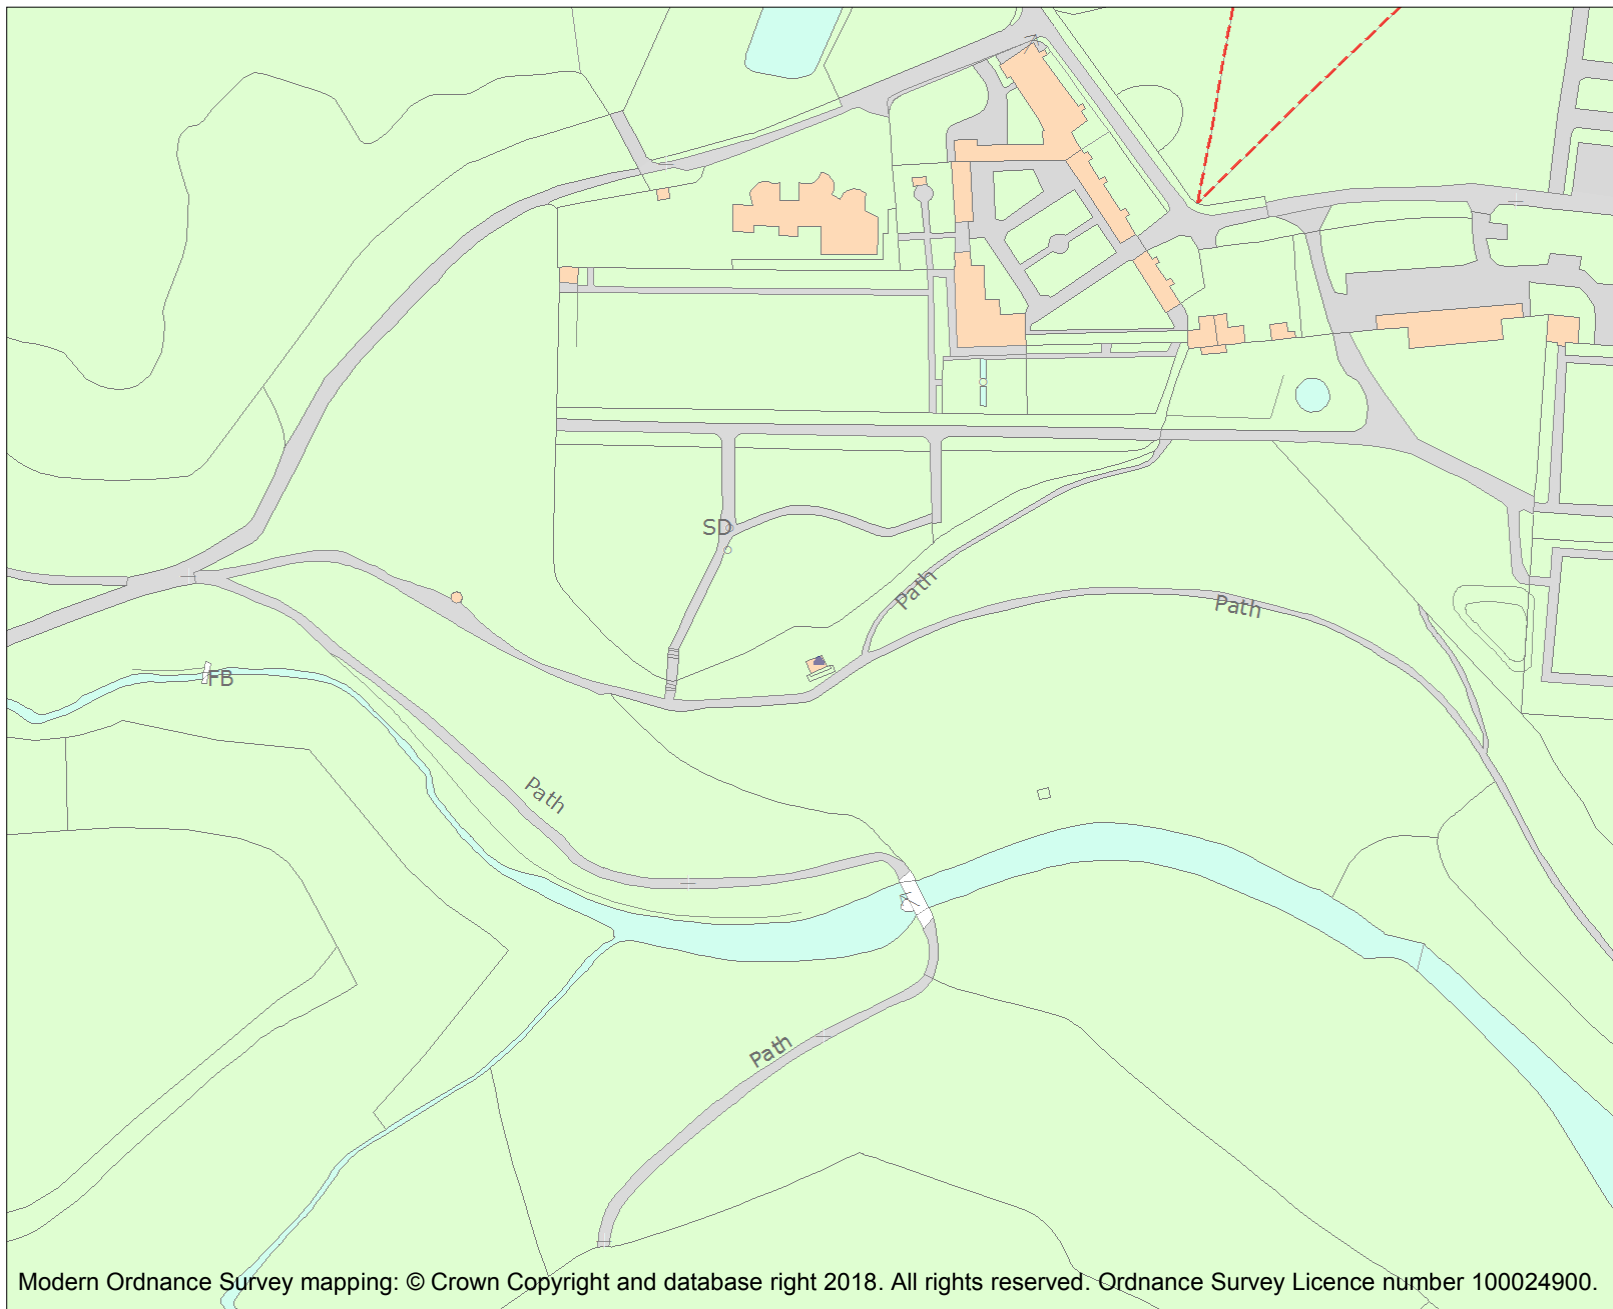 SD
Path
Path
FB
Path
Path
Modern Ordnance Survey mapping: © Crown Copyright and database right 2018. All rights reserved. Ordnance Survey Licence number 100024900.